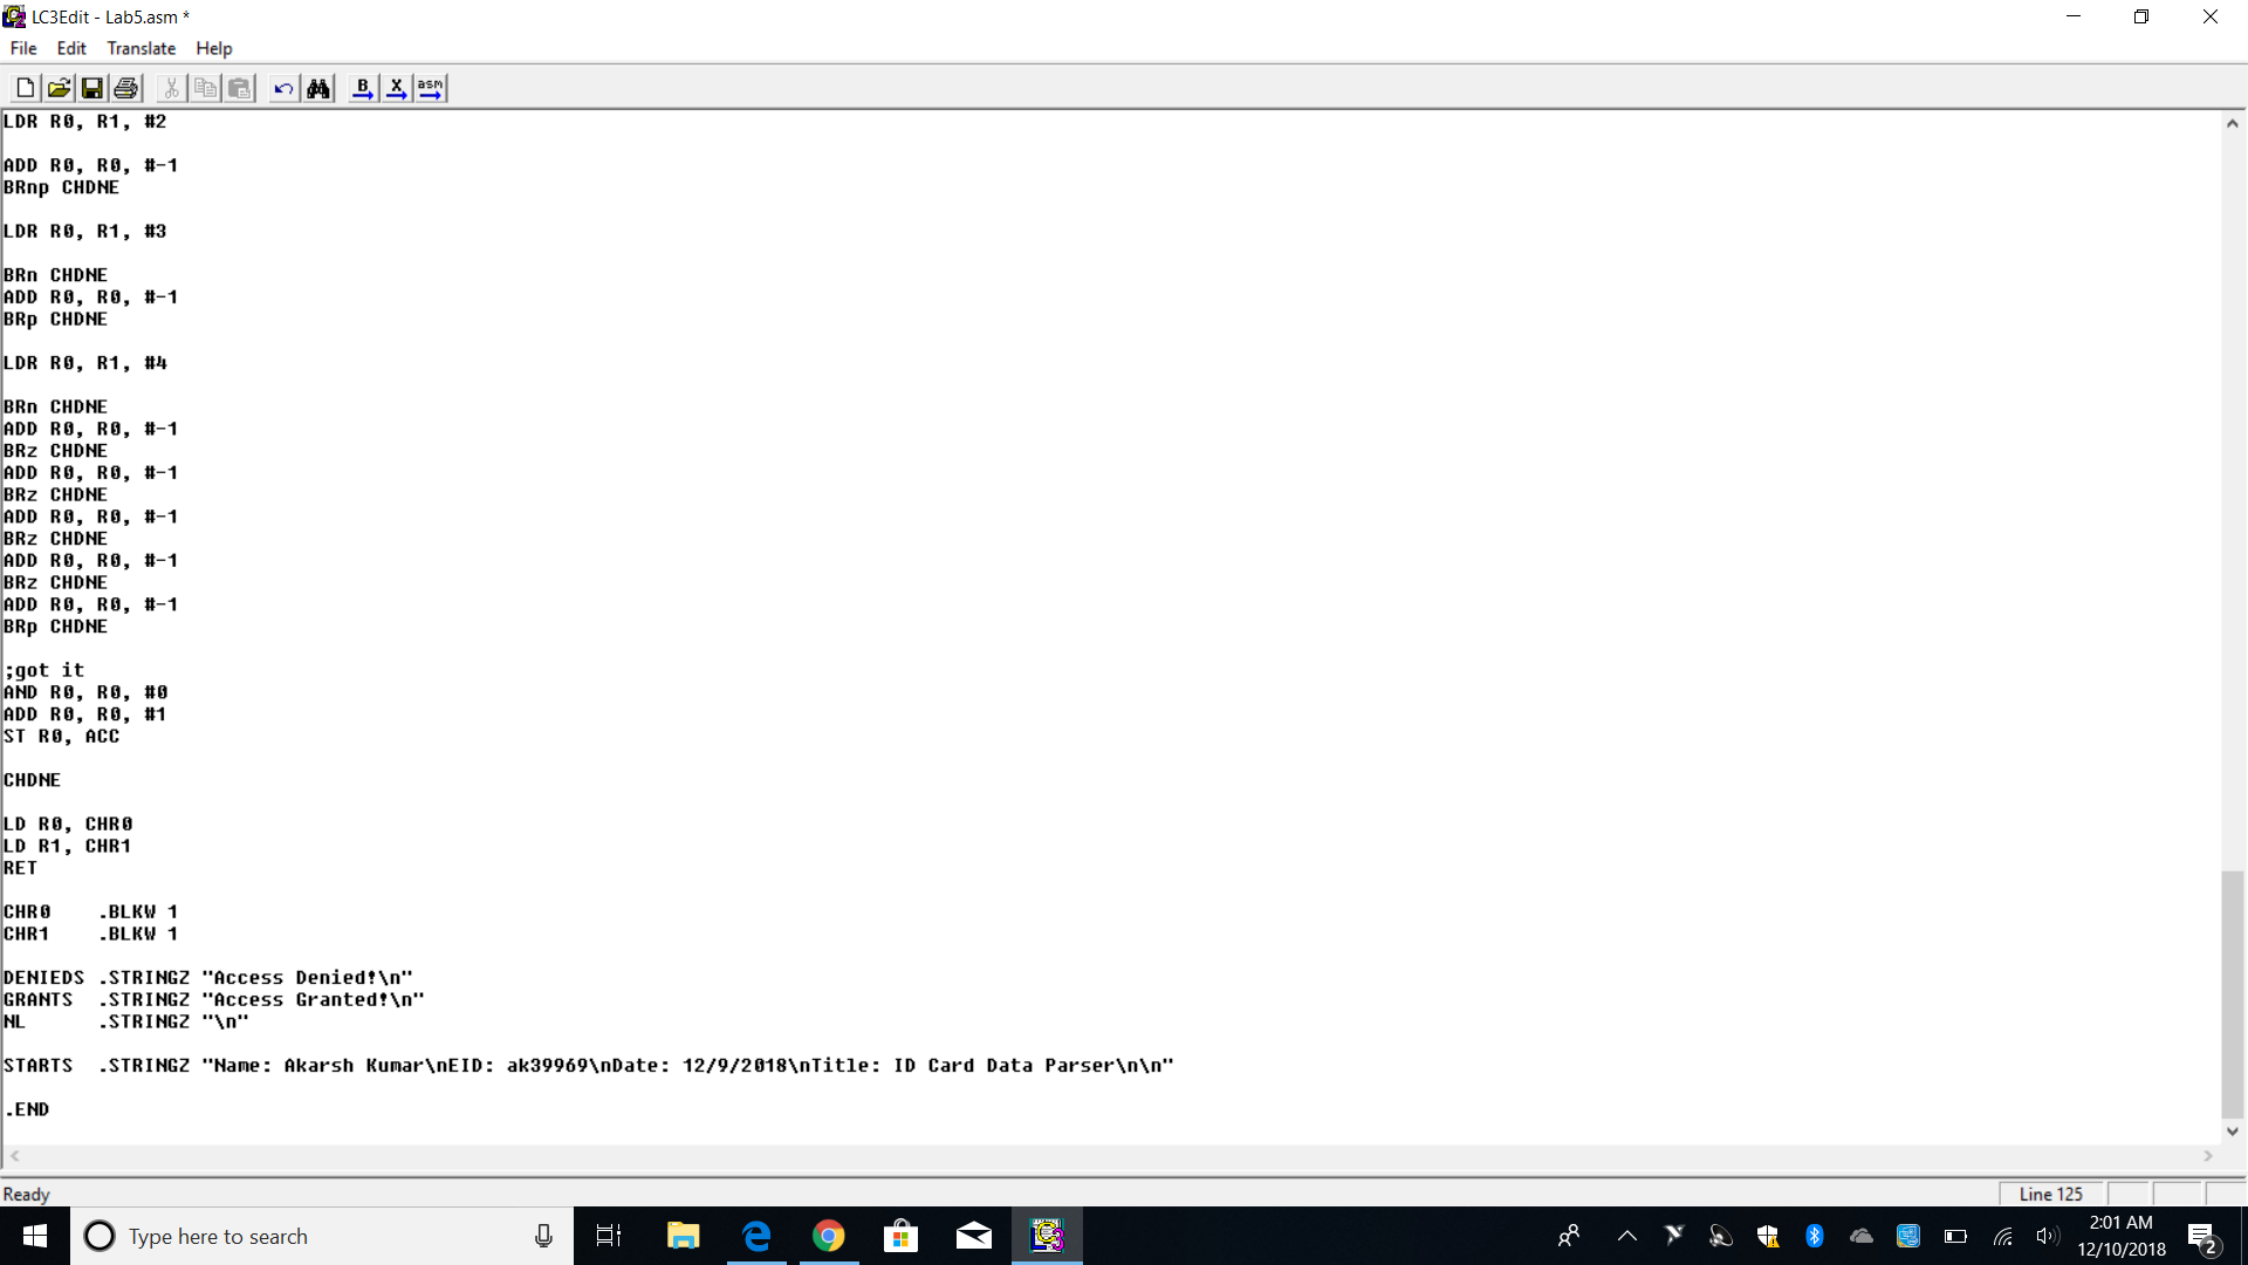 LC3Edit - Lab5.asm *
File Edit Translate Help
B X asm
LDR R0, R1, #2
ADD R0, R0, #-1
BRnp CHDNE
LDR R0, R1, #3
BRn CHDNE
ADD R0, R0, #-1
BRp CHDNE
LDR R0, R1, #4
BRn CHDNE
ADD R0, R0, #-1
BRz CHDNE
ADD R0, R0, #-1
BRz CHDNE
ADD R0, R0, #-1
BRz CHDNE
ADD R0, R0, #-1
BRz CHDNE
ADD R0, R0, #-1
BRp CHDNE
;got it
AND R0, R0, #0
ADD R0, R0, #1
ST R0, ACC
CHDNE
LD R0, CHR0
LD R1, CHR1
RET
CHR0 .BLKW 1
CHR1 .BLKW 1
DENIEDS .STRINGZ "Access Denied!\n"
GRANTS .STRINGZ "Access Granted!\n"
NL .STRINGZ "\n"
STARTS .STRINGZ "Name: Akarsh Kumar\nEID: ak39969\nDate: 12/9/2018\nTitle: ID Card Data Parser\n\n"
.END
Ready
Line 125
Type here to search
2:01 AM
12/10/2018
2